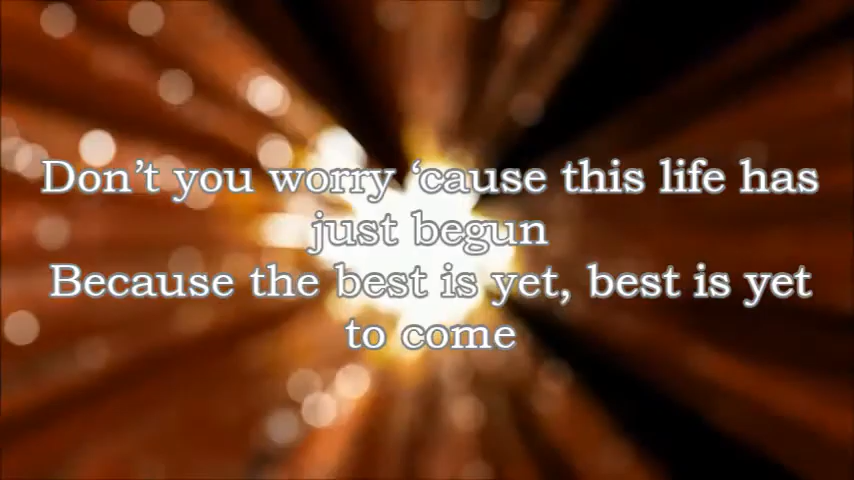 Don’t you worry ‘cause this life has
just begun
Because the best is yet, best is yet
to come